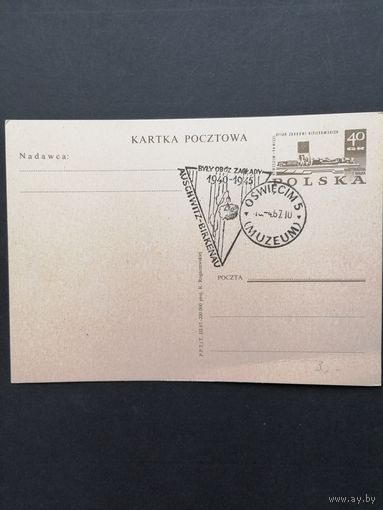 KARTKA POCZTOWA
Nadawca:
40
GR
POLSKA
BYŁY OBÓZ ZAGŁADY
1940-1945
AUSCHWITZ-BIRKENAU
OŚWIĘCIM 5
(MUZEUM)
POCZTA
www.ay.by